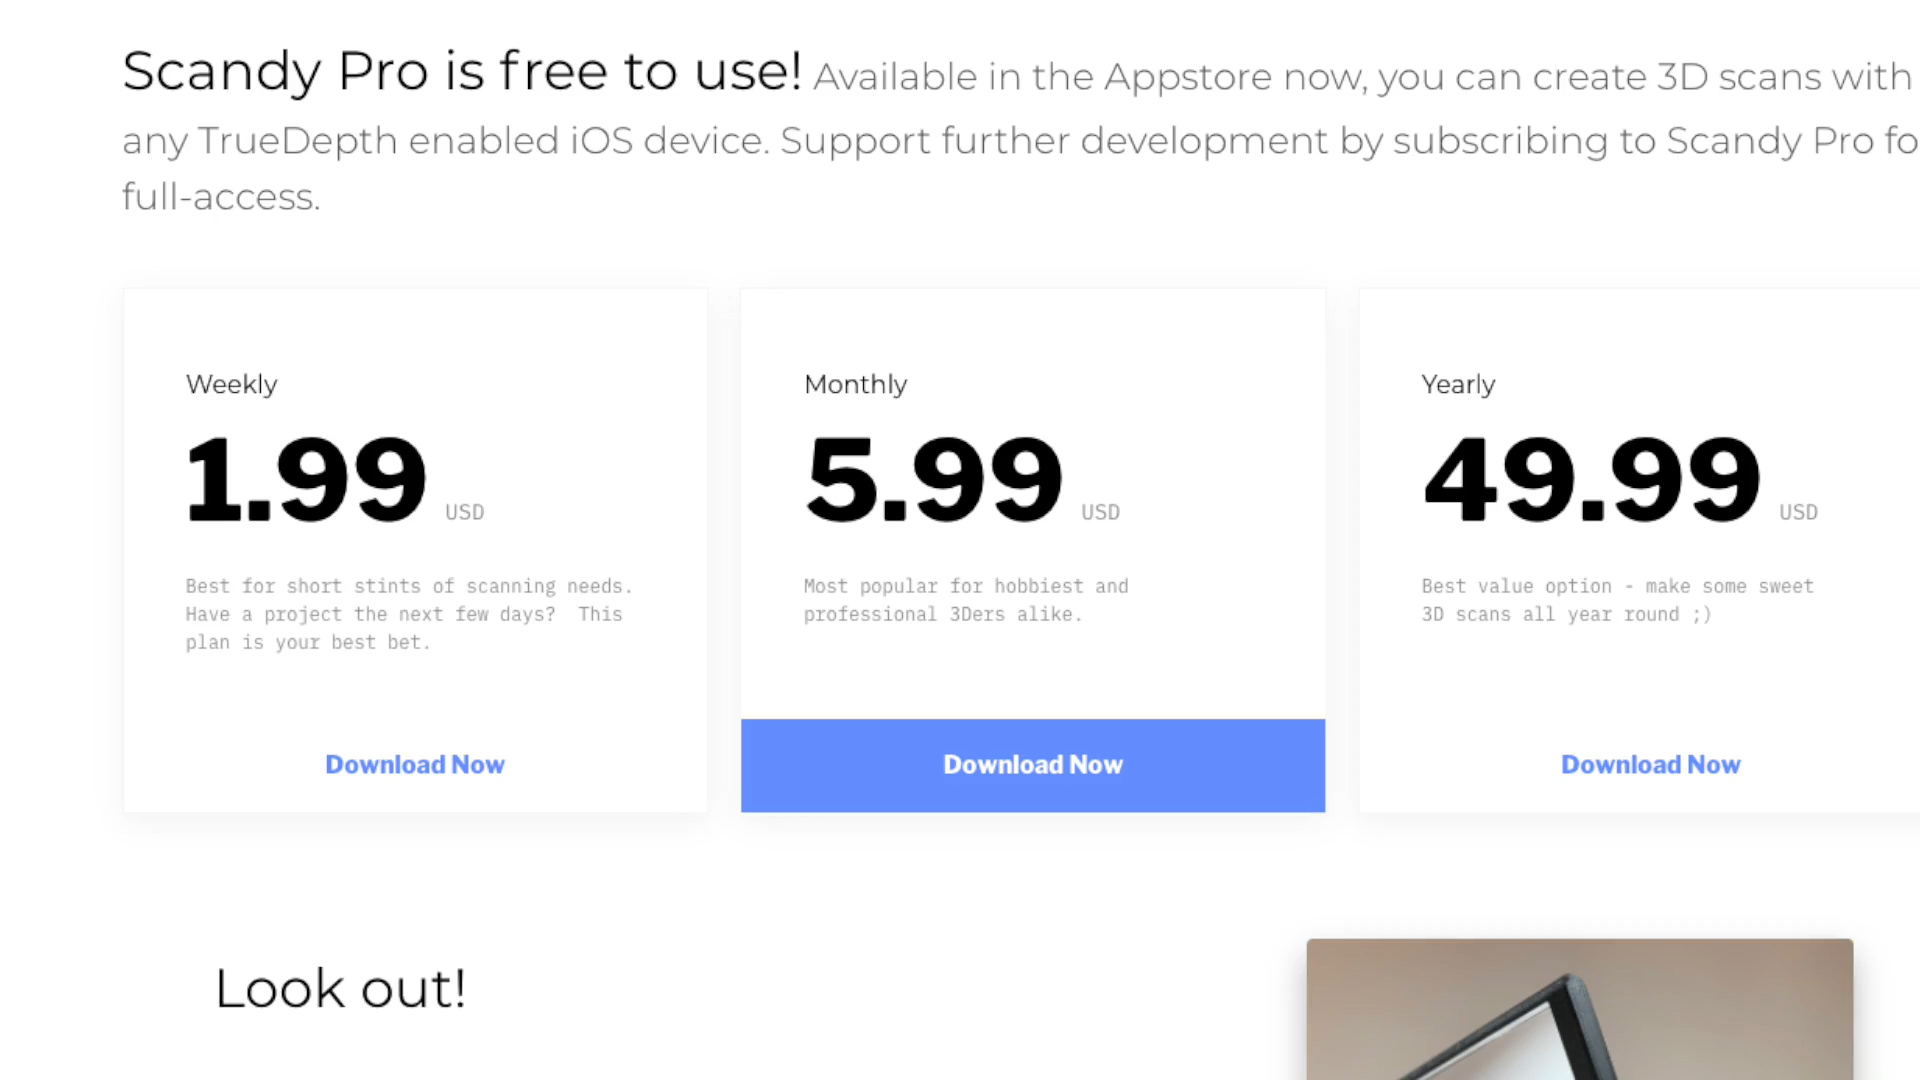 Scandy Pro is free to use! Available in the Appstore now, you can create 3D scans with
any TrueDepth enabled iOS device. Support further development by subscribing to Scandy Pro fo
full-access.
Weekly
1.99 USD
Best for short stints of scanning needs.
Have a project the next few days? This
plan is your best bet.
Download Now
Monthly
5.99 USD
Most popular for hobbiest and
professional 3Ders alike.
Download Now
Yearly
49.99 USD
Best value option - make some sweet
3D scans all year round ;)
Download Now
Look out!